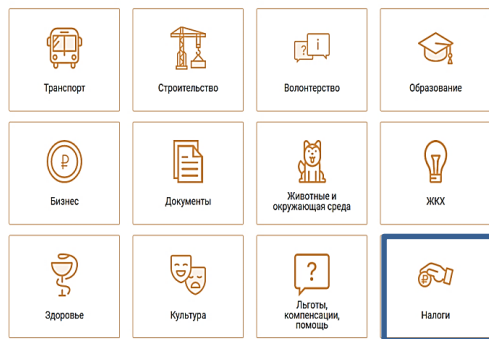 Транспорт
Строительство
Волонтерство
Образование
?
i
Бизнес
Документы
Животные и
окружающая среда
ЖКХ
₽
Здоровье
Культура
?
Льготы,
компенсации,
помощь
Налоги
₽